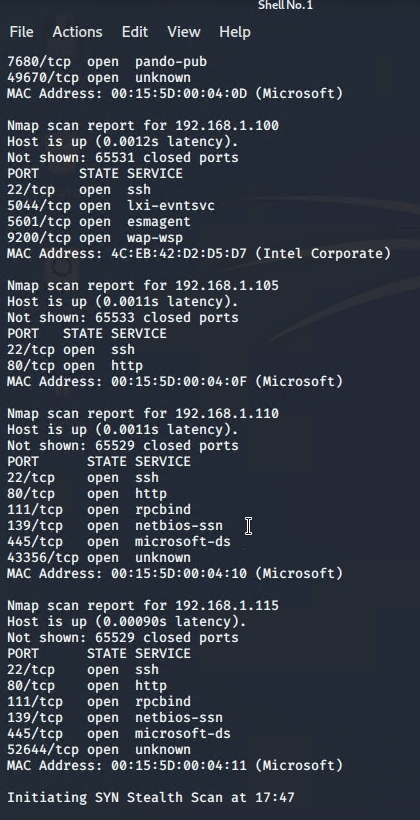 Shell No. 1
File Actions Edit View Help
7680/tcp open pando-pub
49670/tcp open unknown
MAC Address: 00:15:5D:00:04:0D (Microsoft)
Nmap scan report for 192.168.1.100
Host is up (0.0012s latency).
Not shown: 65531 closed ports
PORT STATE SERVICE
22/tcp open ssh
5044/tcp open lxi-evntsvc
5601/tcp open esmagent
9200/tcp open wap-wsp
MAC Address: 4C:EB:42:D2:D5:D7 (Intel Corporate)
Nmap scan report for 192.168.1.105
Host is up (0.0011s latency).
Not shown: 65533 closed ports
PORT STATE SERVICE
22/tcp open ssh
80/tcp open http
MAC Address: 00:15:5D:00:04:0F (Microsoft)
Nmap scan report for 192.168.1.110
Host is up (0.0011s latency).
Not shown: 65529 closed ports
PORT STATE SERVICE
22/tcp open ssh
80/tcp open http
111/tcp open rpcbind
139/tcp open netbios-ssn
445/tcp open microsoft-ds
43356/tcp open unknown
MAC Address: 00:15:5D:00:04:10 (Microsoft)
Nmap scan report for 192.168.1.115
Host is up (0.00090s latency).
Not shown: 65529 closed ports
PORT STATE SERVICE
22/tcp open ssh
80/tcp open http
111/tcp open rpcbind
139/tcp open netbios-ssn
445/tcp open microsoft-ds
52644/tcp open unknown
MAC Address: 00:15:5D:00:04:11 (Microsoft)
Initiating SYN Stealth Scan at 17:47